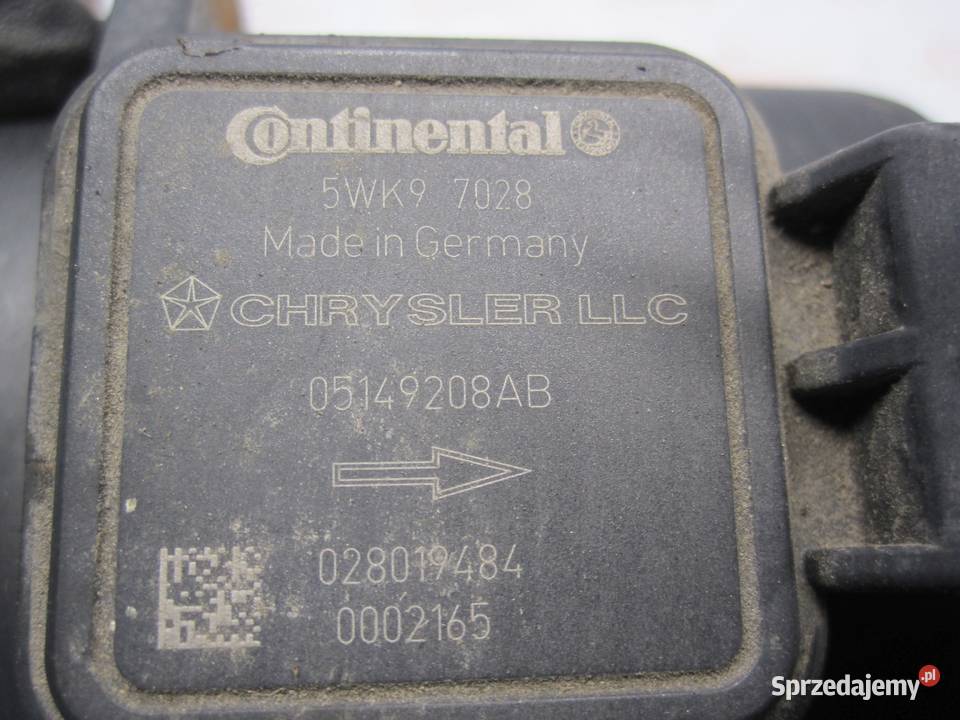 Continental
5WK9 7028
Made in Germany
CHRYSLER LLC
05149208AB
028019484
0002165
Sprzedajemy.pl